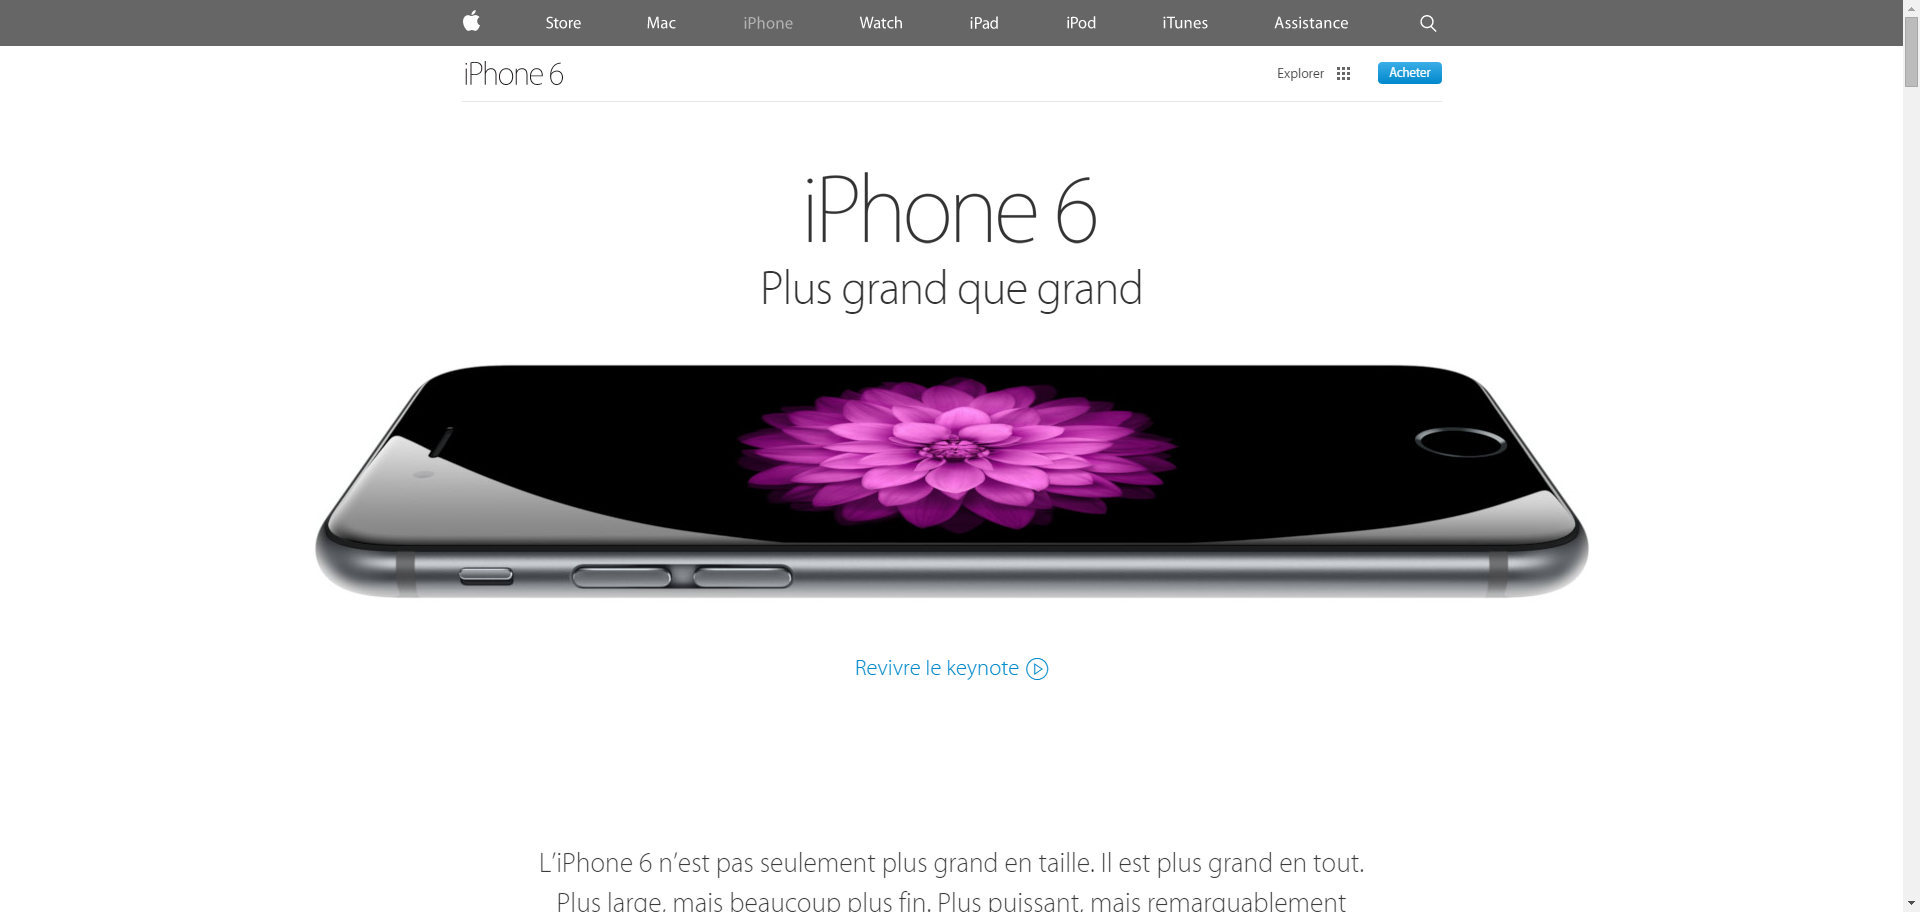 Store Mac iPhone Watch iPad iPod iTunes Assistance
iPhone 6 Explorer Acheter
iPhone 6
Plus grand que grand
Revivre le keynote
L’iPhone 6 n’est pas seulement plus grand en taille. Il est plus grand en tout.
Plus large, mais beaucoup plus fin. Plus puissant, mais remarquablement